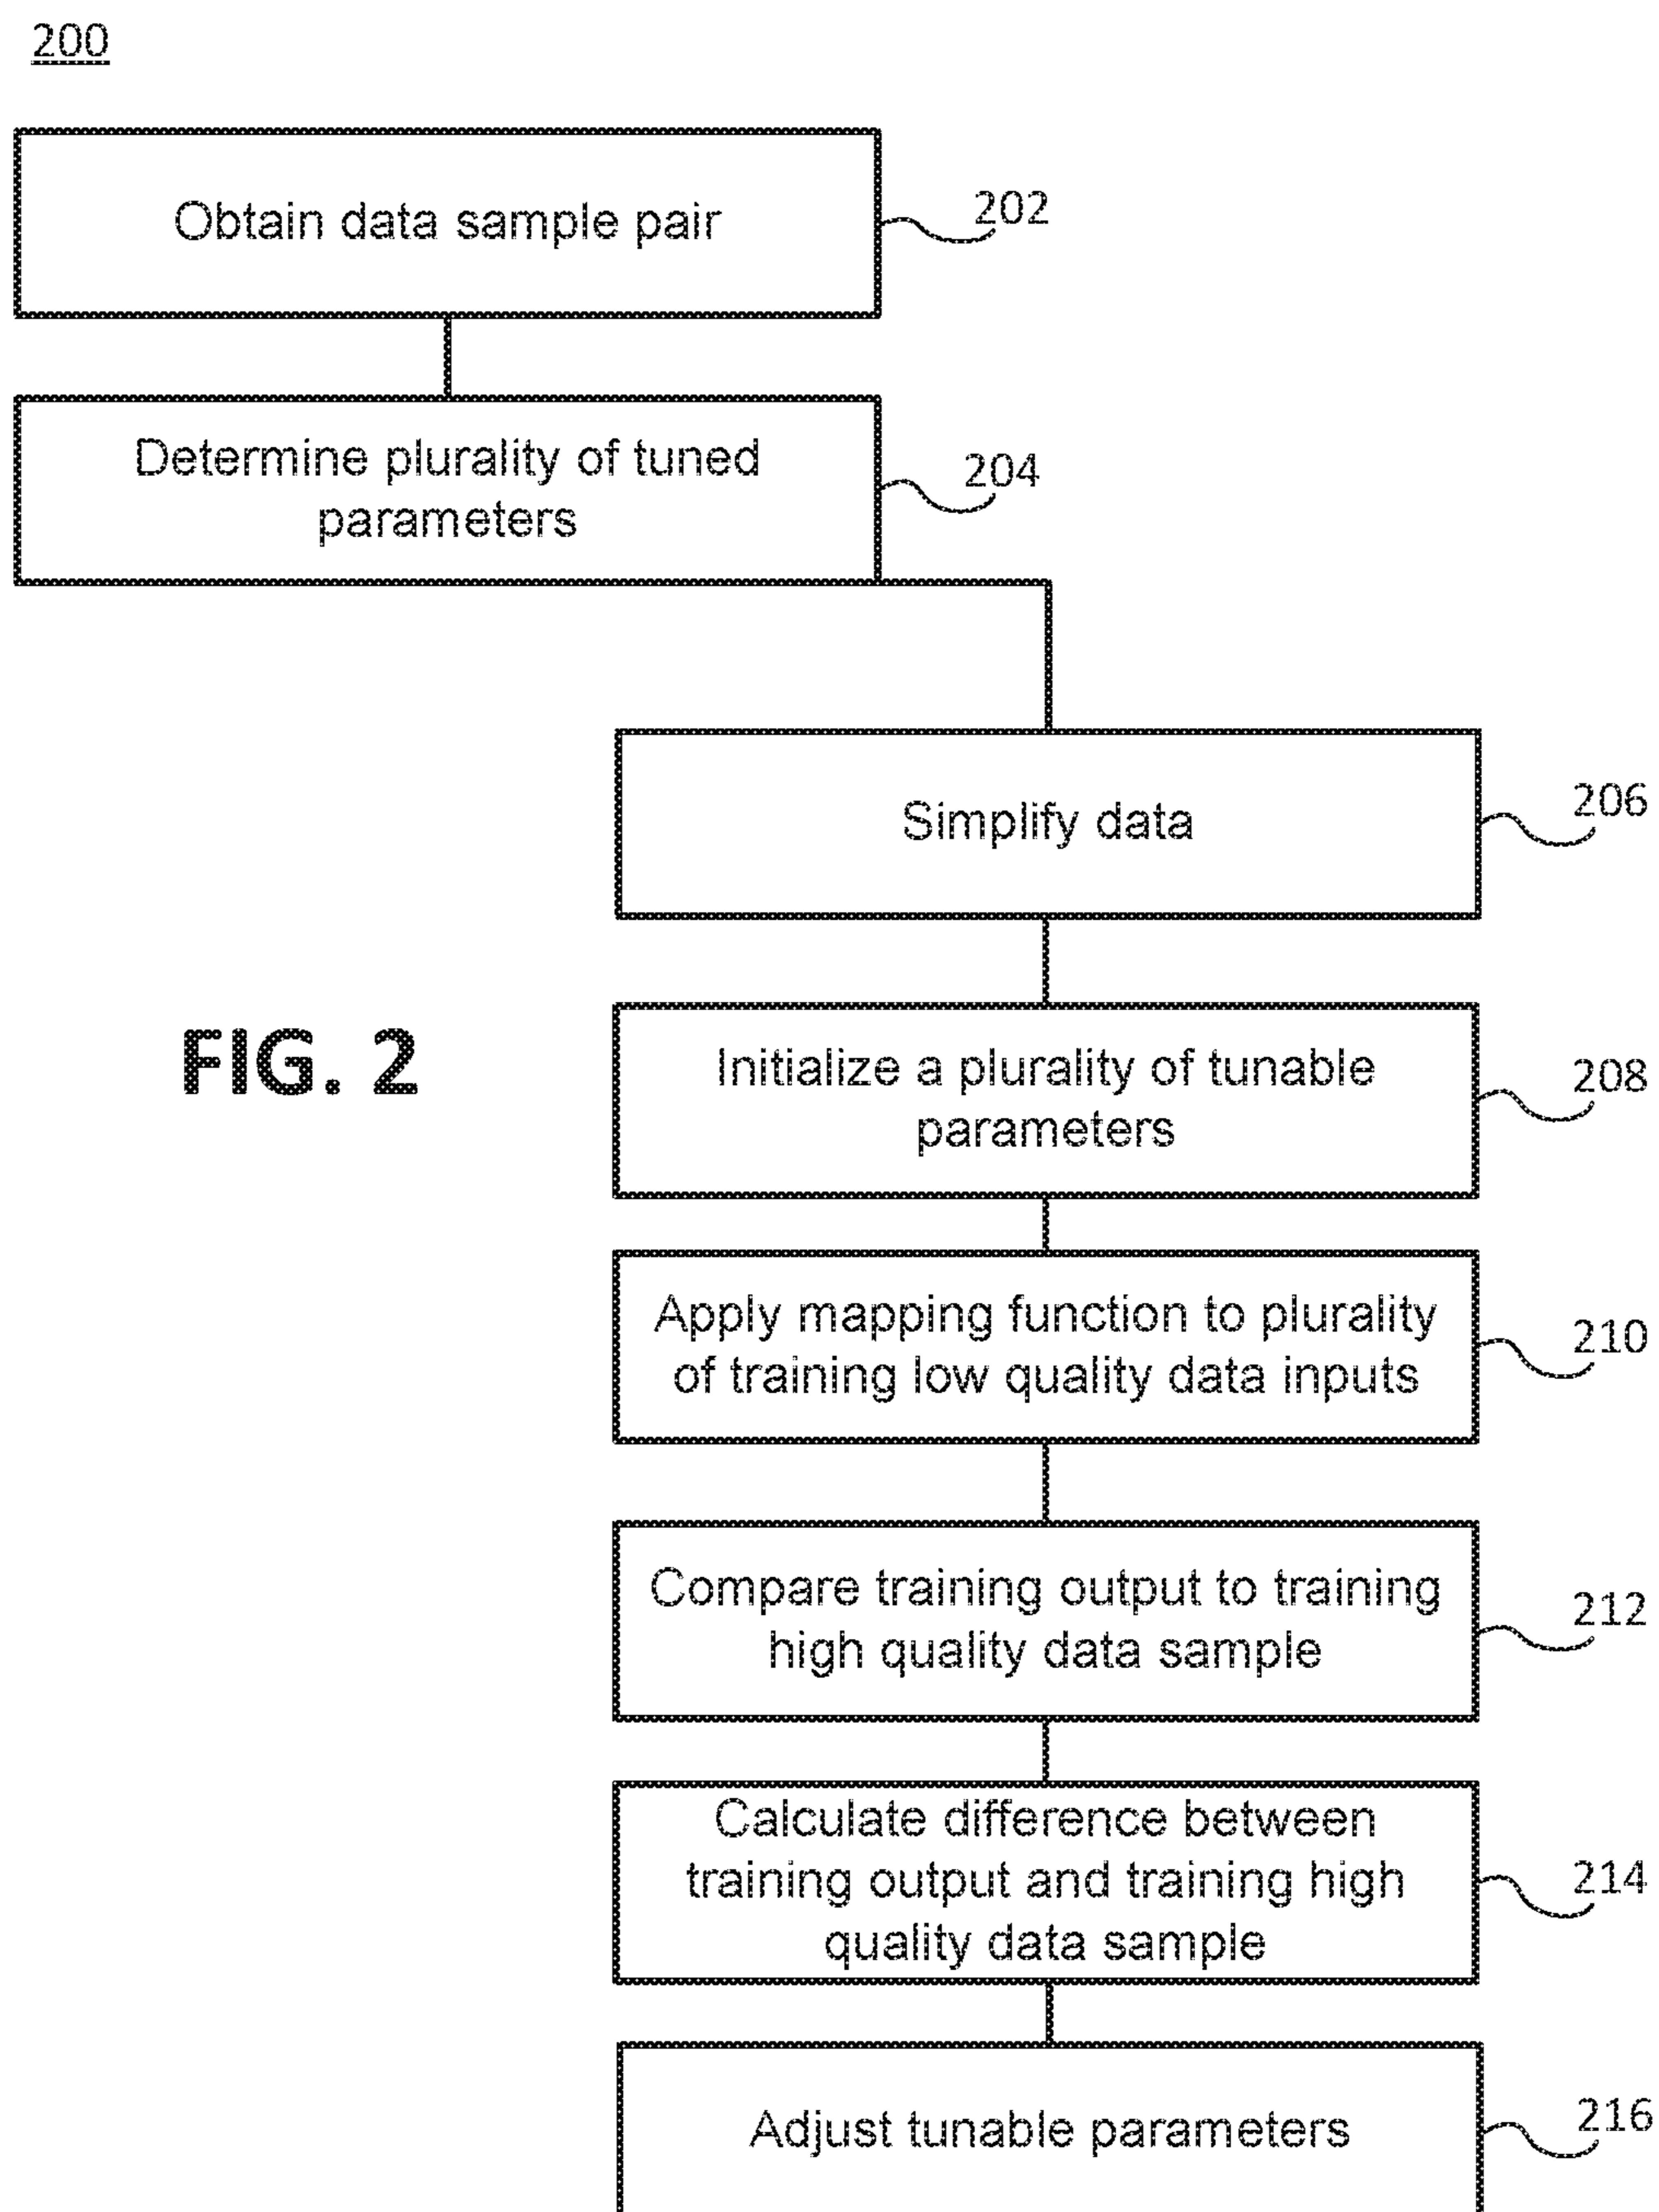 200
Obtain data sample pair
202
Determine plurality of tuned
parameters
204
Simplify data
206
FIG. 2
Initialize a plurality of tunable
parameters
208
Apply mapping function to plurality
of training low quality data inputs
210
Compare training output to training
high quality data sample
212
Calculate difference between
training output and training high
quality data sample
214
Adjust tunable parameters
216